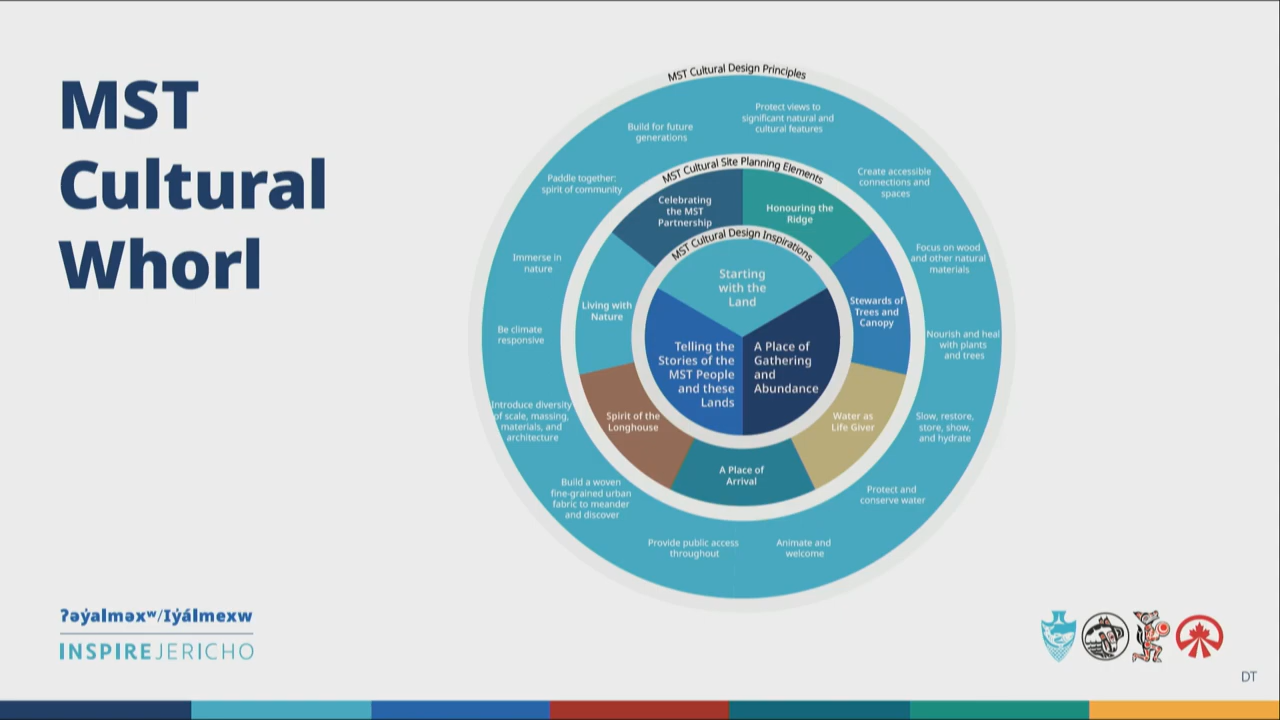 MST
Cultural
Whorl
MST Cultural Design Principles
Protect views to
significant natural and
cultural features
Create accessible
connections and
spaces
Focus on wood
and other natural
materials
Nourish and heal
with plants
and trees
Slow, restore,
store, show,
and hydrate
Protect and
conserve water
Animate and
welcome
Provide public access
throughout
Build a woven
fine-grained urban
fabric to meander
and discover
Introduce diversity
of scale, massing,
materials, and
architecture
Be climate
responsive
Immerse in
nature
Paddle together:
spirit of community
Build for future
generations
MST Cultural Site Planning Elements
Honouring the
Ridge
Stewards of
Trees and
Canopy
Water as
Life Giver
A Place of
Arrival
Spirit of the
Longhouse
Living with
Nature
Celebrating
the MST
Partnership
MST Cultural Design Inspirations
Starting
with the
Land
A Place of
Gathering
and
Abundance
Telling the
Stories of the
MST People
and these
Lands
ʔəy̓alməxʷ/Iy̓álmexw
INSPIREJERICHO
DT